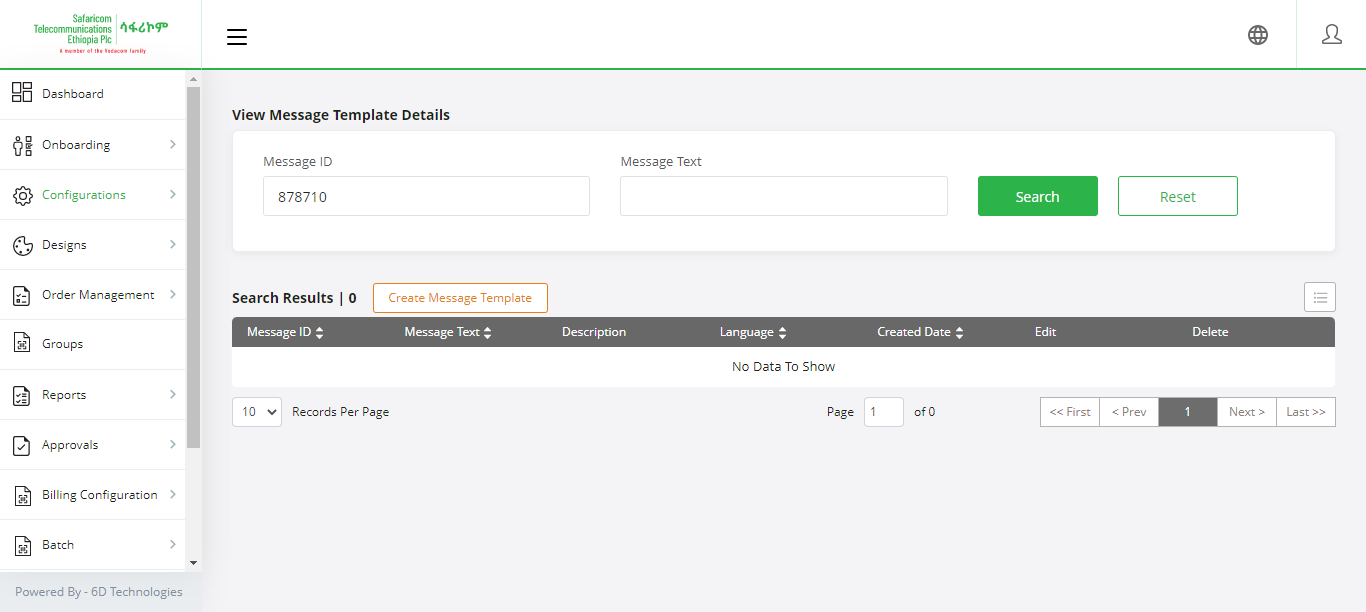 Safaricom
Telecommunications
Ethiopia Plc
ሳፋሪኮም
A member of the Vodacom family
Dashboard
Onboarding
Configurations
Designs
Order Management
Groups
Reports
Approvals
Billing Configuration
Batch
Powered By - 6D Technologies
View Message Template Details
Message ID Message Text
878710
Search Reset
Search Results | 0 Create Message Template
Message ID Message Text Description Language Created Date Edit Delete
No Data To Show
10 Records Per Page Page 1 of 0 << First < Prev 1 Next > Last >>